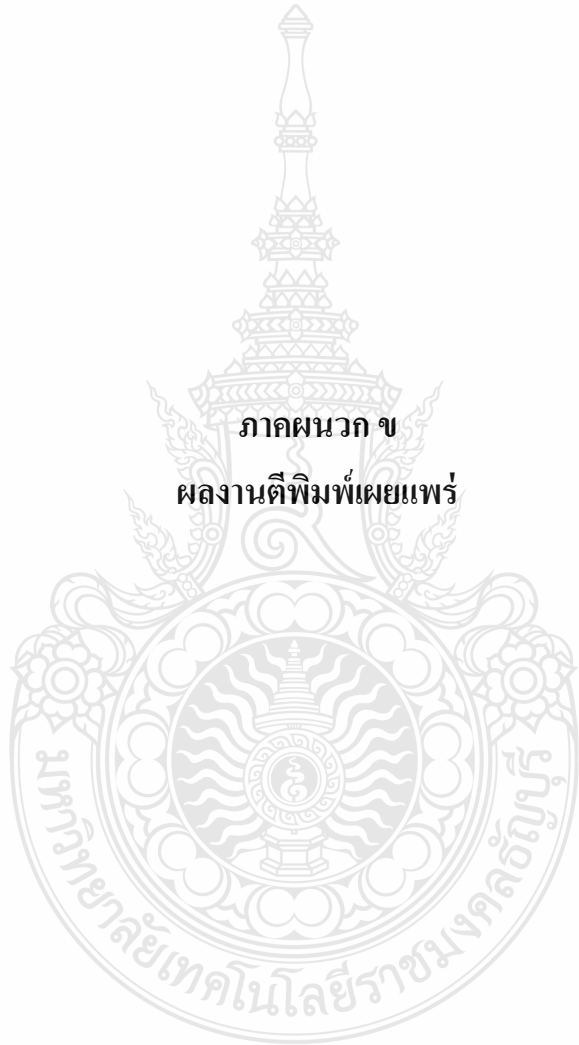 ภาคผนวก ข
ผลงานตีพิมพ์เผยแพร่
มหาวิทยาลัยเทคโนโลยีราชมงคลธัญบุรี